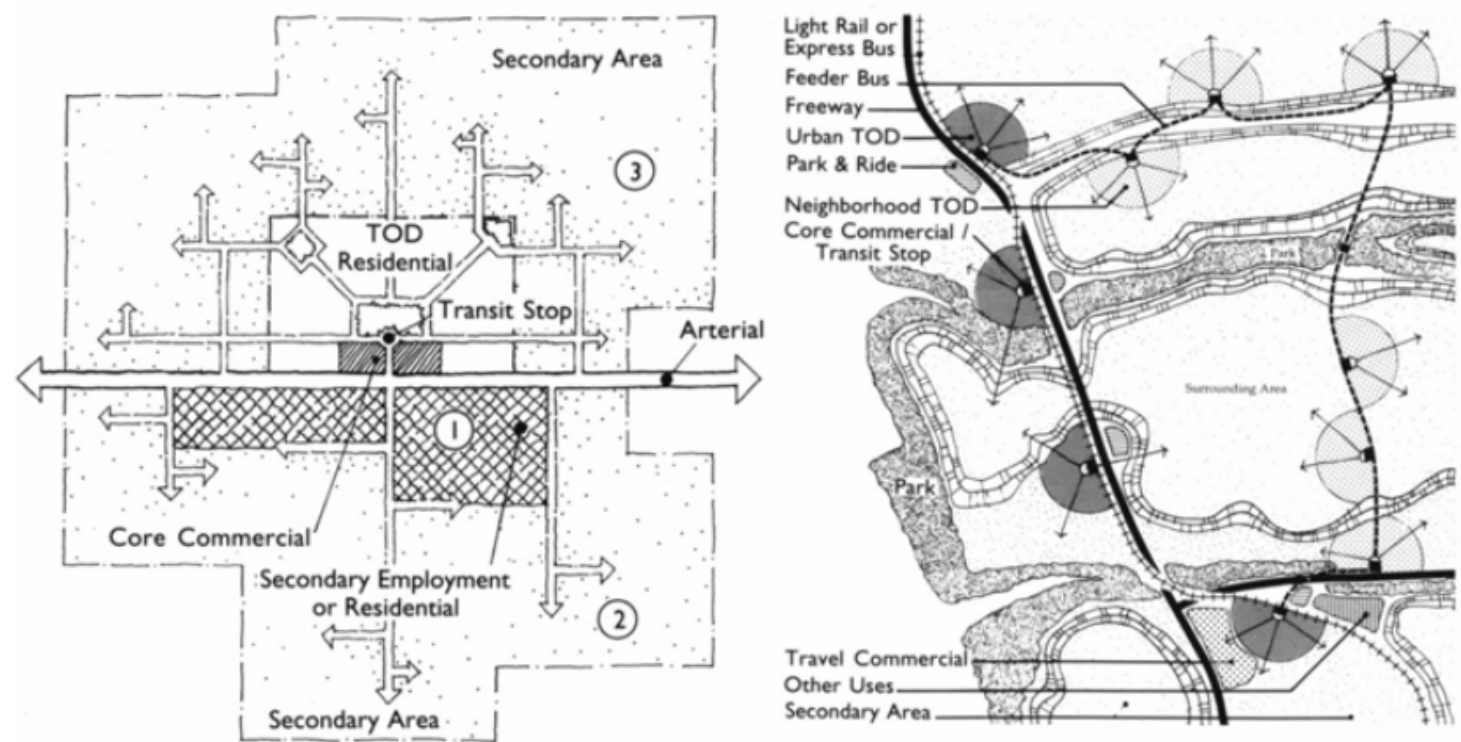 Secondary Area
3
TOD
Residential
Transit Stop
Arterial
1
Core Commercial
Secondary Employment
or Residential
2
Secondary Area
Light Rail or
Express Bus
Feeder Bus
Freeway
Urban TOD
Park & Ride
Neighborhood TOD
Core Commercial /
Transit Stop
Park
Surrounding Area
Park
Travel Commercial
Other Uses
Secondary Area